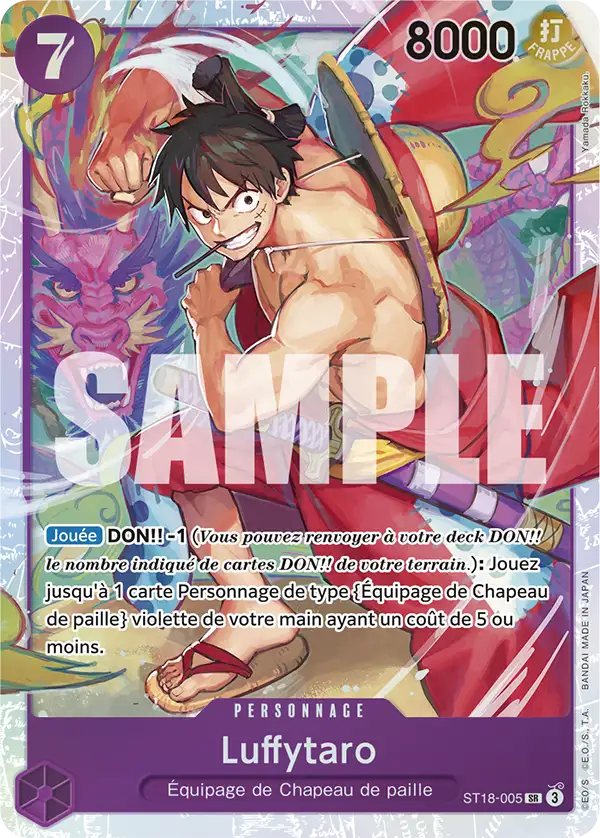 7
8000
打
FRAPPE
Yamada Rokkaku.
SAMPLE
Jouée DON!! -1 (Vous pouvez renvoyer à votre deck DON!!
le nombre indiqué de cartes DON!! de votre terrain.): Jouez
jusqu'à 1 carte Personnage de type {Équipage de Chapeau
de paille} violette de votre main ayant un coût de 5 ou
moins.
PERSONNAGE
Luffytaro
Équipage de Chapeau de paille
ST18-005 SR 3
©E.O/S ©E.O./S., T.A. BANDAI MADE IN JAPAN